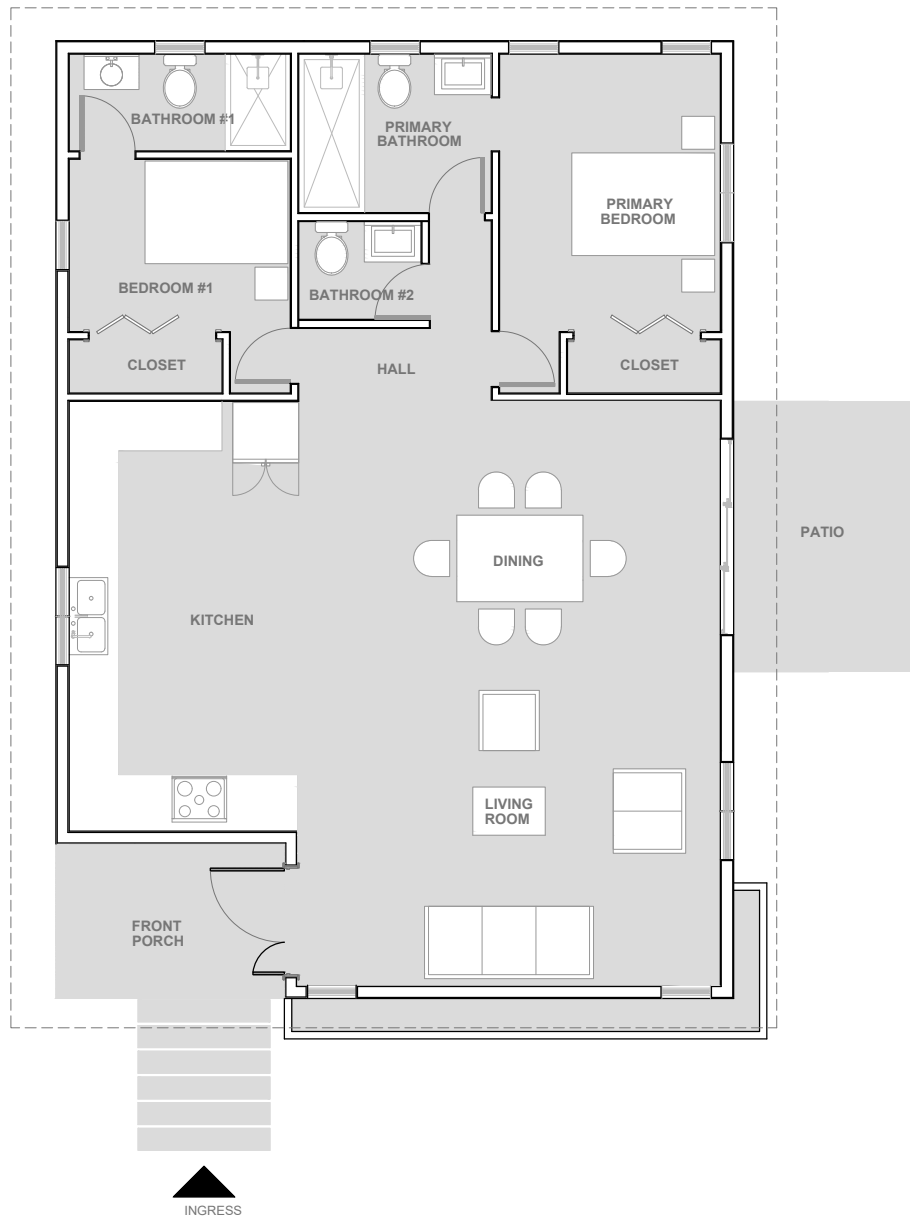 BATHROOM #1
PRIMARY
BATHROOM
PRIMARY
BEDROOM
BEDROOM #1
BATHROOM #2
CLOSET
HALL
CLOSET
PATIO
DINING
KITCHEN
LIVING
ROOM
FRONT
PORCH
INGRESS